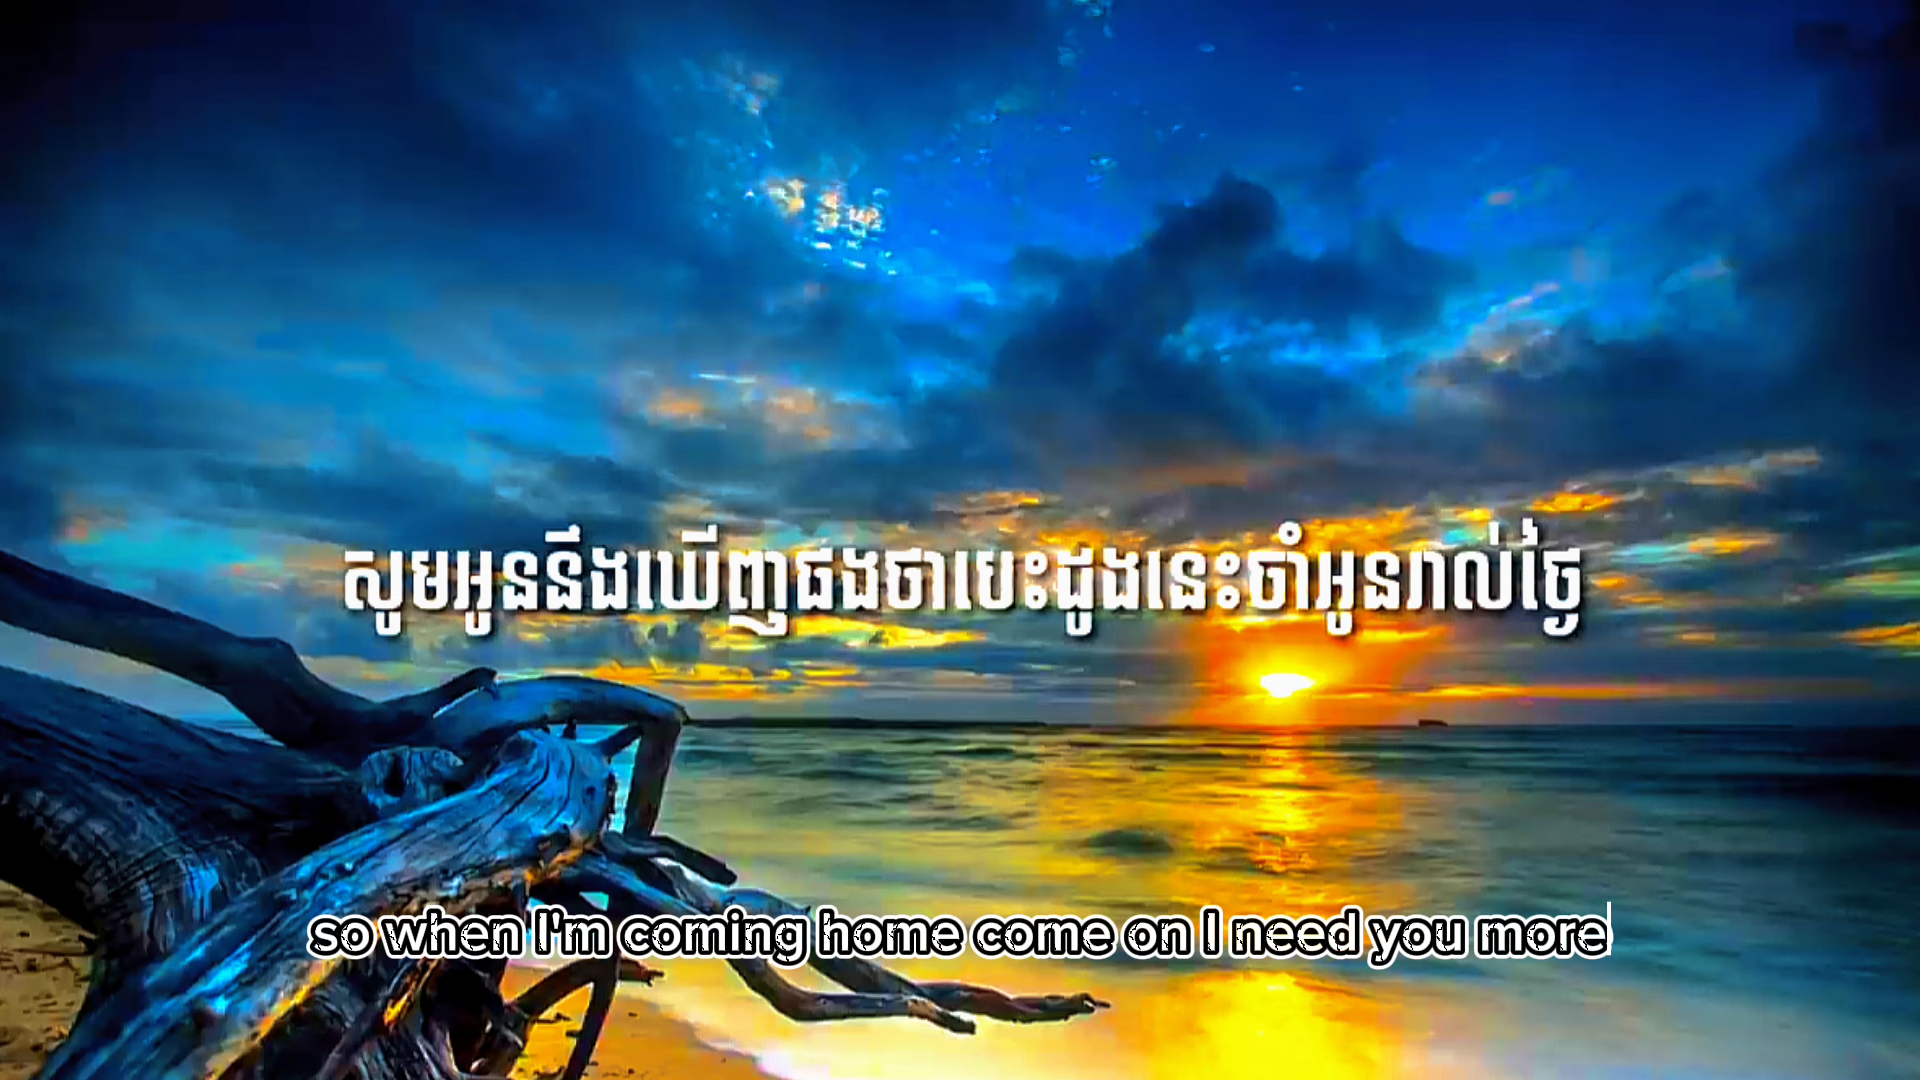 សូមអូននឹងឃើញផងថាបេះដូងនេះចាំអូនរាល់ថ្ងៃ
so when I'm coming home come on I need you more